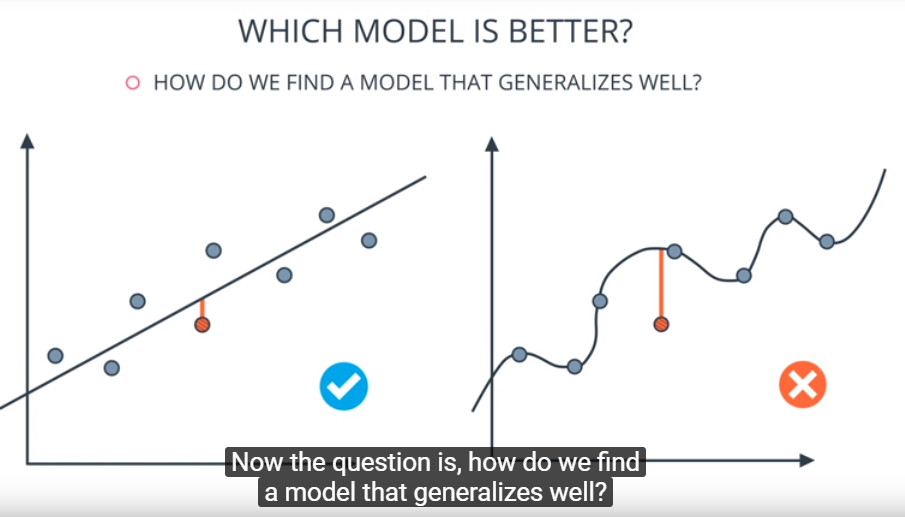 WHICH MODEL IS BETTER?
HOW DO WE FIND A MODEL THAT GENERALIZES WELL?
Now the question is, how do we find
a model that generalizes well?